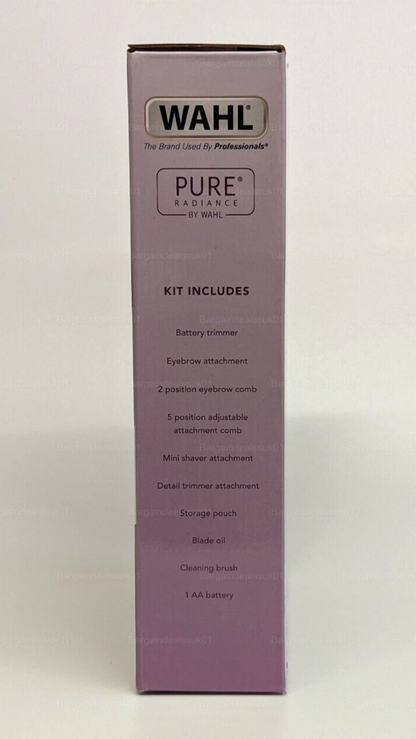 WAHL®
The Brand Used By Professionals®
PURE®
RADIANCE
BY WAHL
KIT INCLUDES
Battery trimmer
Eyebrow attachment
2 position eyebrow comb
5 position adjustable
attachment comb
Mini shaver attachment
Detail trimmer attachment
Storage pouch
Blade oil
Cleaning brush
1 AA battery